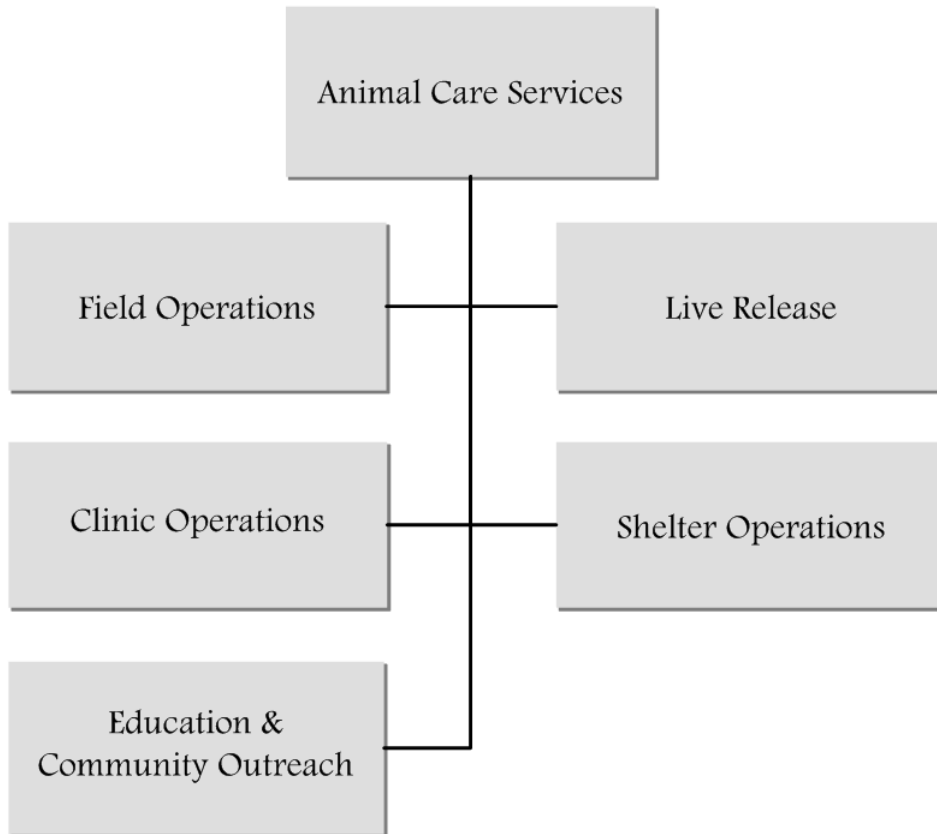 Animal Care Services
Field Operations
Live Release
Clinic Operations
Shelter Operations
Education &
Community Outreach